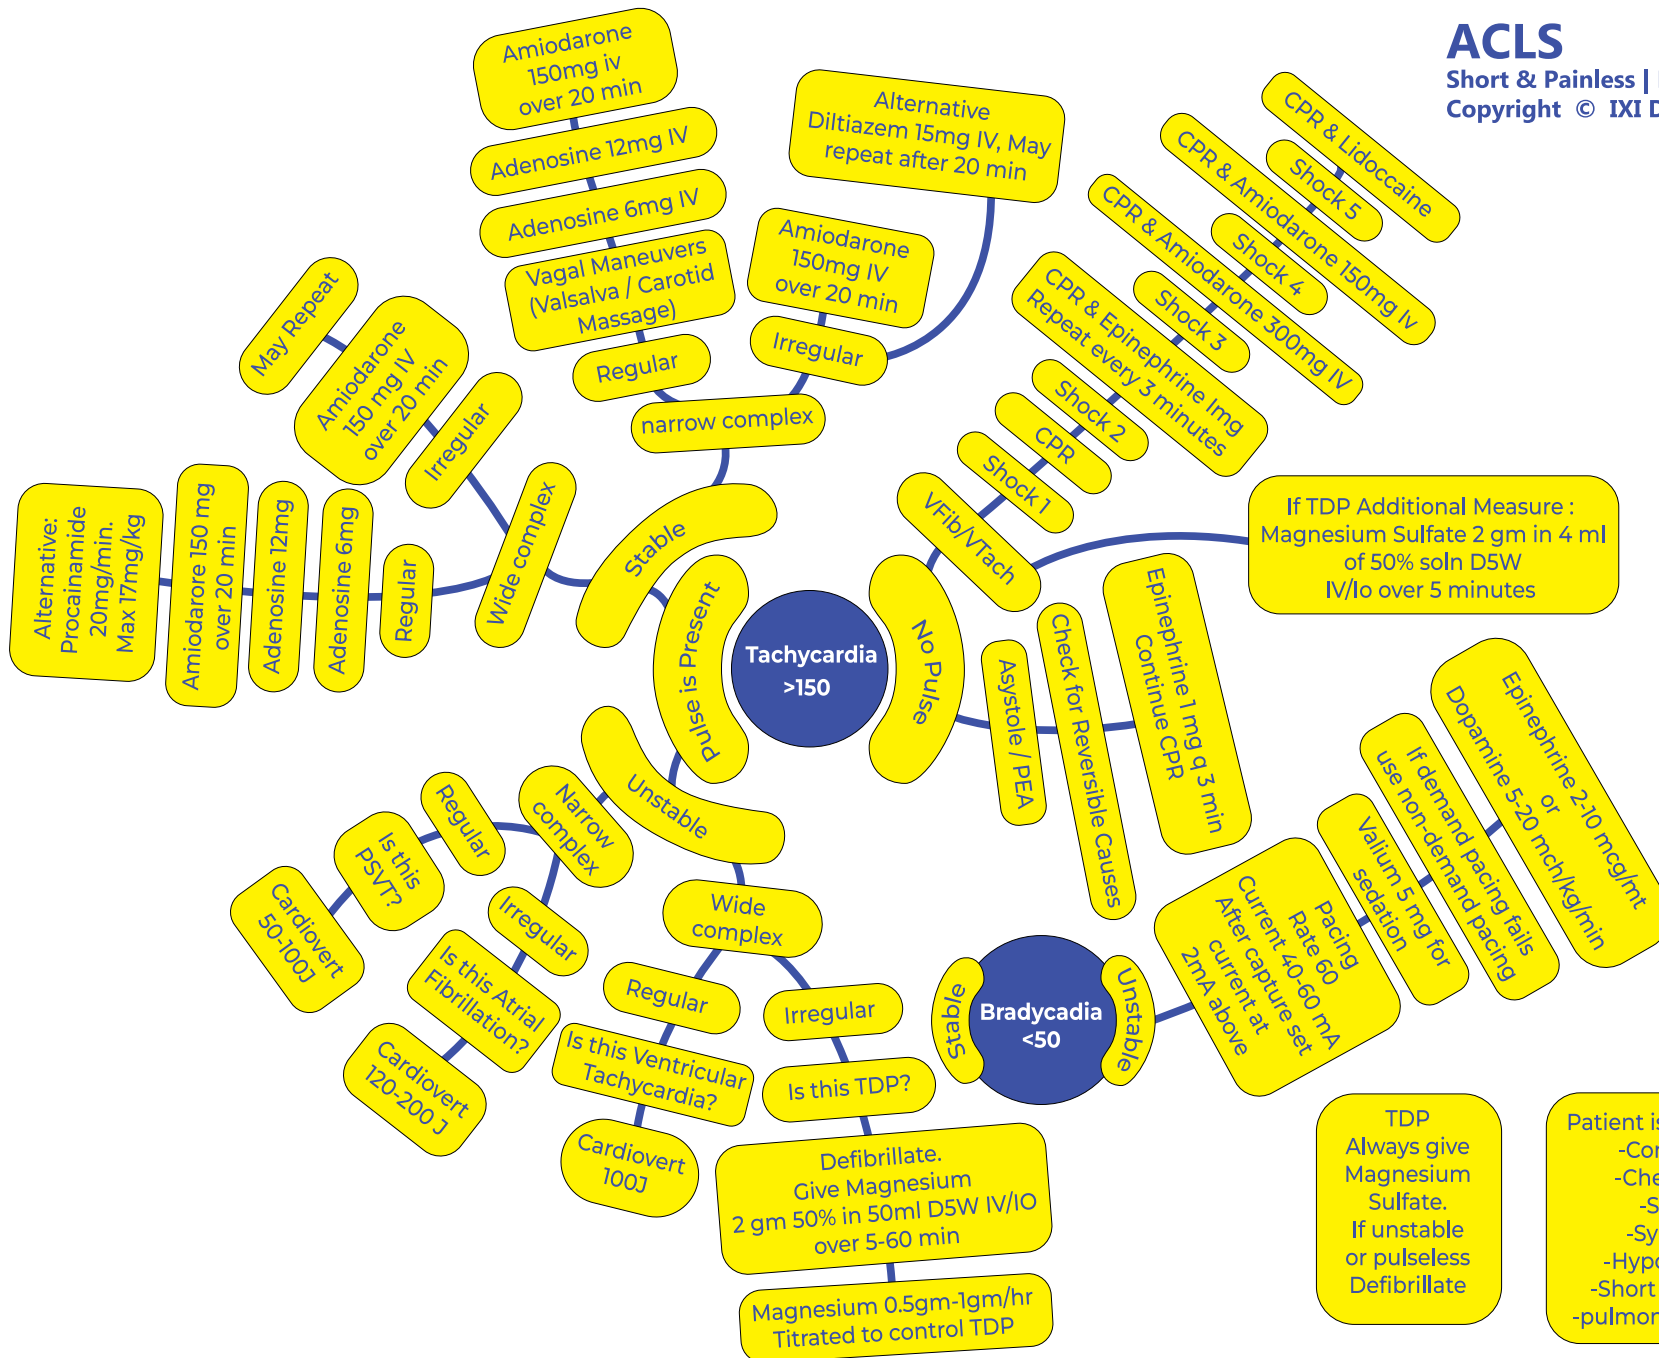 ACLS
Short & Painless |
Copyright © IXI D
Tachycardia
>150
Pulse is Present
Stable
narrow complex
Regular
Vagal Maneuvers
(Valsalva / Carotid
Massage)
Adenosine 6mg IV
Adenosine 12mg IV
Amiodarone
150mg iv
over 20 min
Irregular
Amiodarone
150mg IV
over 20 min
Alternative
Diltiazem 15mg IV, May
repeat after 20 min
Wide complex
Irregular
Amiodarone
150 mg IV
over 20 min
May Repeat
Regular
Adenosine 6mg
Adenosine 12mg
Amiodarore 150 mg
over 20 min
Alternative:
Procainamide
20mg/min.
Max 17mg/kg
Unstable
Narrow
complex
Regular
Is this
PSVT?
Cardiovert
50-100J
Irregular
Is this Atrial
Fibrillation?
Cardiovert
120-200 J
Wide
complex
Regular
Is this Ventricular
Tachycardia?
Cardiovert
100J
Irregular
Is this TDP?
Defibrillate.
Give Magnesium
2 gm 50% in 50ml D5W IV/IO
over 5-60 min
Magnesium 0.5gm-1gm/hr
Titrated to control TDP
No Pulse
VFib/VTach
Shock 1
CPR
Shock 2
CPR & Epinephrine Img
Repeat every 3 minutes
Shock 3
CPR & Amiodarone 300mg IV
Shock 4
CPR & Amiodarone 150mg Iv
Shock 5
CPR & Lidoccaine
If TDP Additional Measure :
Magnesium Sulfate 2 gm in 4 ml
of 50% soln D5W
IV/Io over 5 minutes
Asystole / PEA
Check for Reversible Causes
Epinephrine 1 mg q 3 min
Continue CPR
Bradycadia
<50
Stable
Unstable
Pacing
Rate 60
Current 40-60 mA
After capture set
current at
2mA above
Valium 5 mg for
sedation
If demand pacing fails
use non-demand pacing
Epinephrine 2-10 mcg/mt
or
Dopamine 5-20 mch/kg/min
TDP
Always give
Magnesium
Sulfate.
If unstable
or pulseless
Defibrillate
Patient is
-Con
-Che
-S
-Sy
-Hypo
-Short
-pulmon